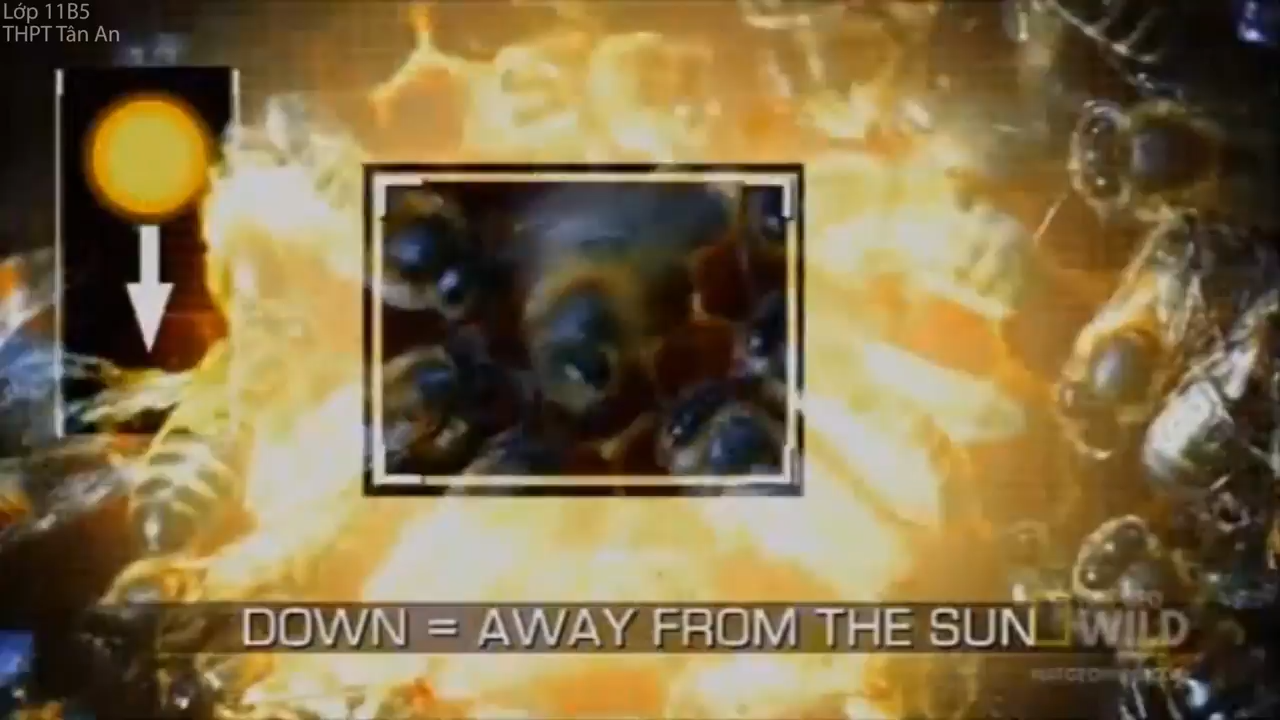 Lớp 11B5
THPT Tân An
DOWN = AWAY FROM THE SUN
WILD